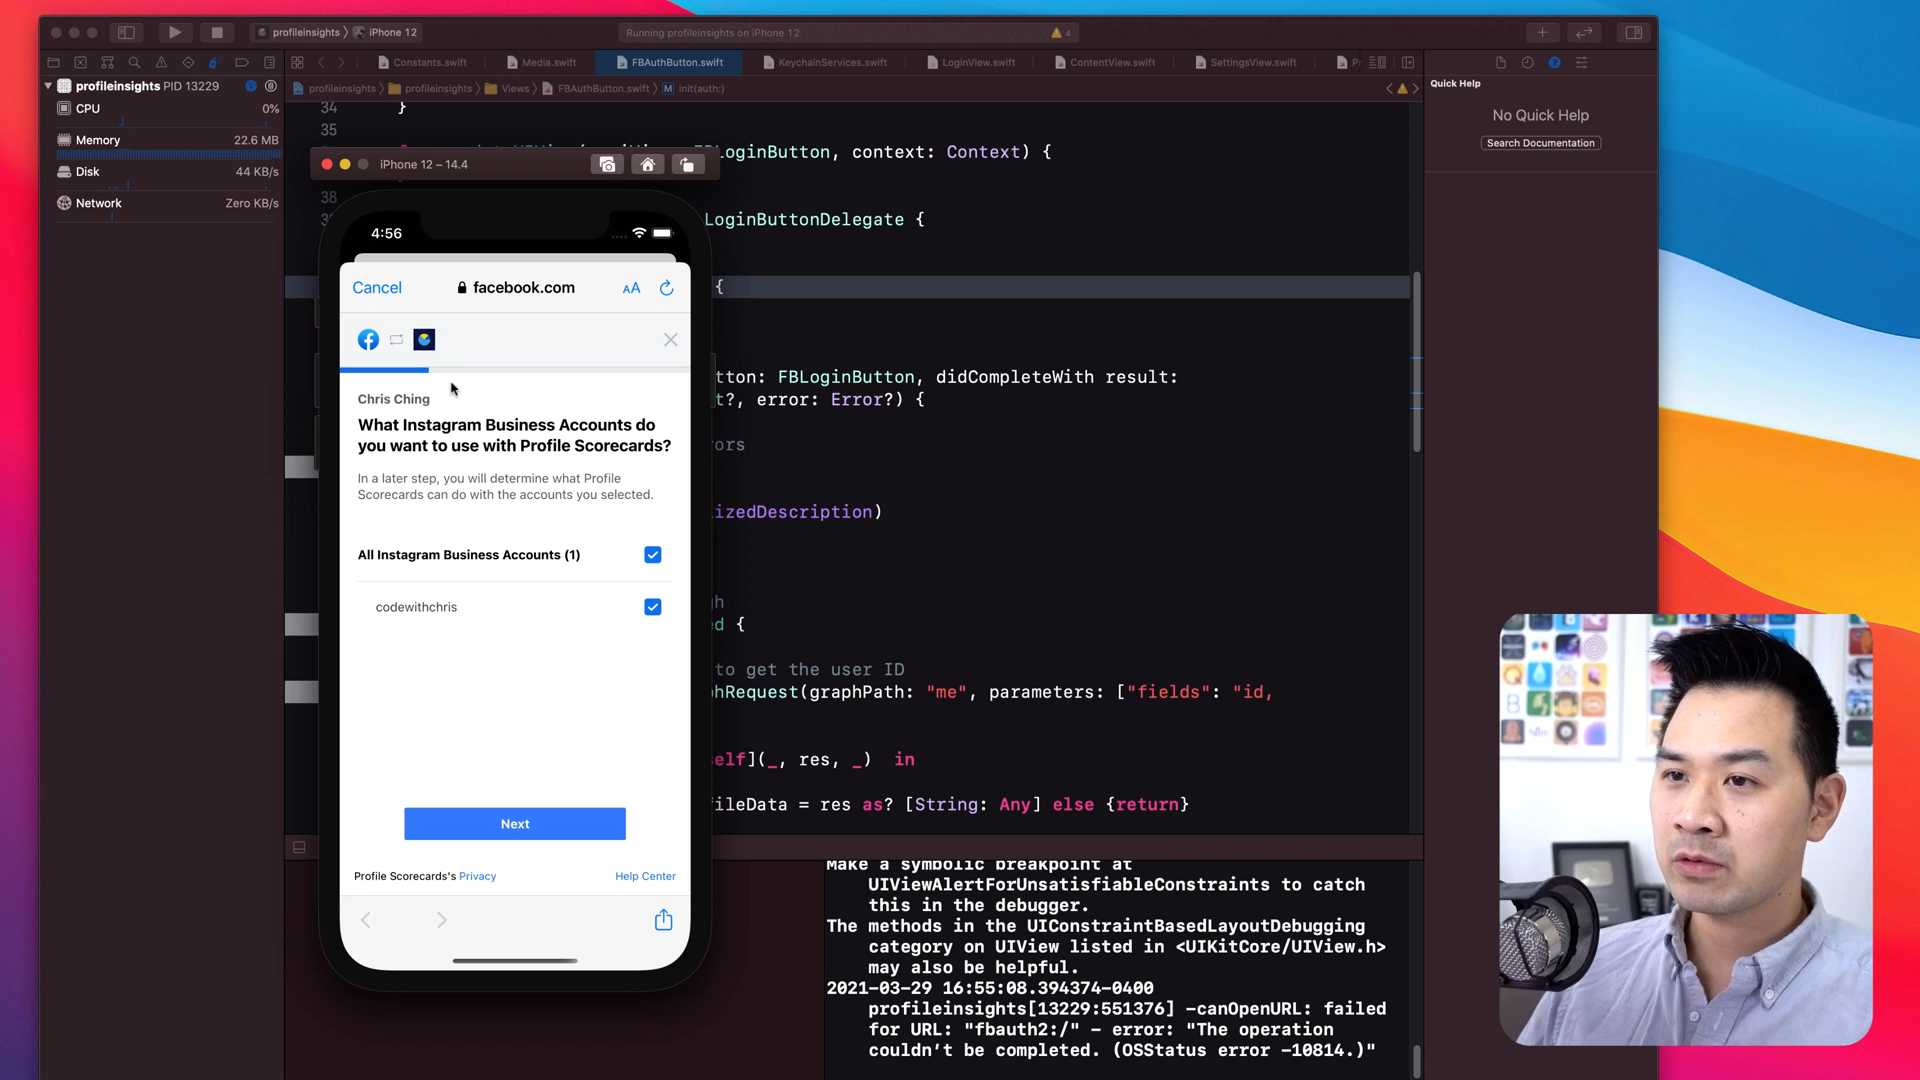 profileinsights 〉 iPhone 12
Running profileinsights on iPhone 12
4
Constants.swift
Media.swift
FBAuthButton.swift
KeychainServices.swift
LoginView.swift
ContentView.swift
SettingsView.swift
profileinsights PID 13229
profileinsights 〉 profileinsights 〉 Views 〉 FBAuthButton.swift 〉 M init(auth:)
CPU 0%
Memory 22.6 MB
Disk 44 KB/s
Network Zero KB/s
Quick Help
No Quick Help
Search Documentation
34 }
35
LoginButton, context: Context) {
38
LoginButtonDelegate {
{
tton: FBLoginButton, didCompleteWith result:
t?, error: Error?) {
rors
izedDescription)
gh
ed {
to get the user ID
phRequest(graphPath: "me", parameters: ["fields": "id,
elf](_, res, _) in
fileData = res as? [String: Any] else {return}
iPhone 12 – 14.4
4:56
Cancel
facebook.com
AA
Chris Ching
What Instagram Business Accounts do
you want to use with Profile Scorecards?
In a later step, you will determine what Profile
Scorecards can do with the accounts you selected.
All Instagram Business Accounts (1)
codewithchris
Next
Profile Scorecards's Privacy
Help Center
Make a symbolic breakpoint at
UIViewAlertForUnsatisfiableConstraints to catch
this in the debugger.
The methods in the UIConstraintBasedLayoutDebugging
category on UIView listed in <UIKitCore/UIView.h>
may also be helpful.
2021-03-29 16:55:08.394374-0400
profileinsights[13229:551376] -canOpenURL: failed
for URL: "fbauth2:/" - error: "The operation
couldn’t be completed. (OSStatus error -10814.)"